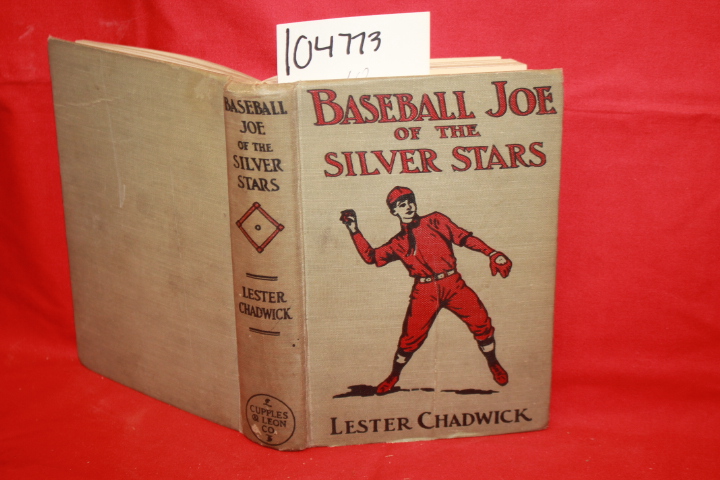 104773
BASEBALL
JOE
OF THE
SILVER
STARS
LESTER
CHADWICK
CUPPLES
& LEON
CO
BASEBALL JOE
OF THE
SILVER STARS
LESTER CHADWICK